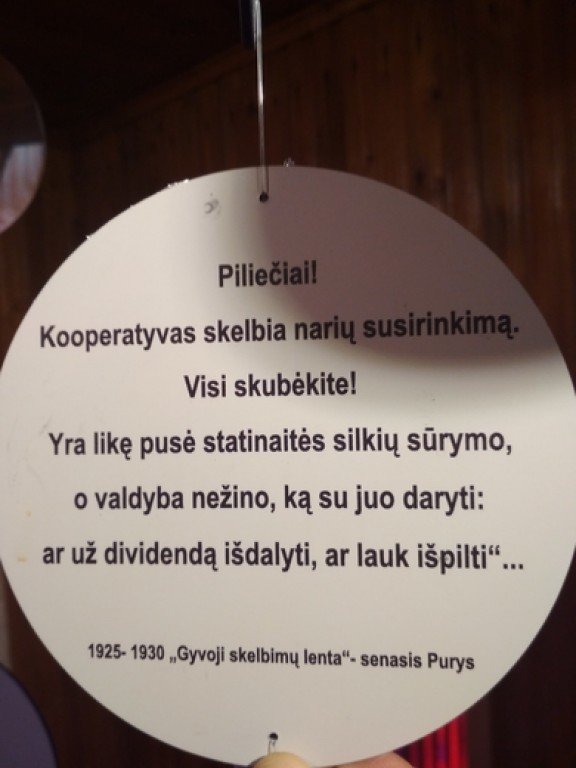 Piliečiai!
Kooperatyvas skelbia narių susirinkimą.
Visi skubėkite!
Yra likę pusė statinaitės silkių sūrymo,
o valdyba nežino, ką su juo daryti:
ar už dividendą išdalyti, ar lauk išpilti“...
1925- 1930 „Gyvoji skelbimų lenta“- senasis Purys